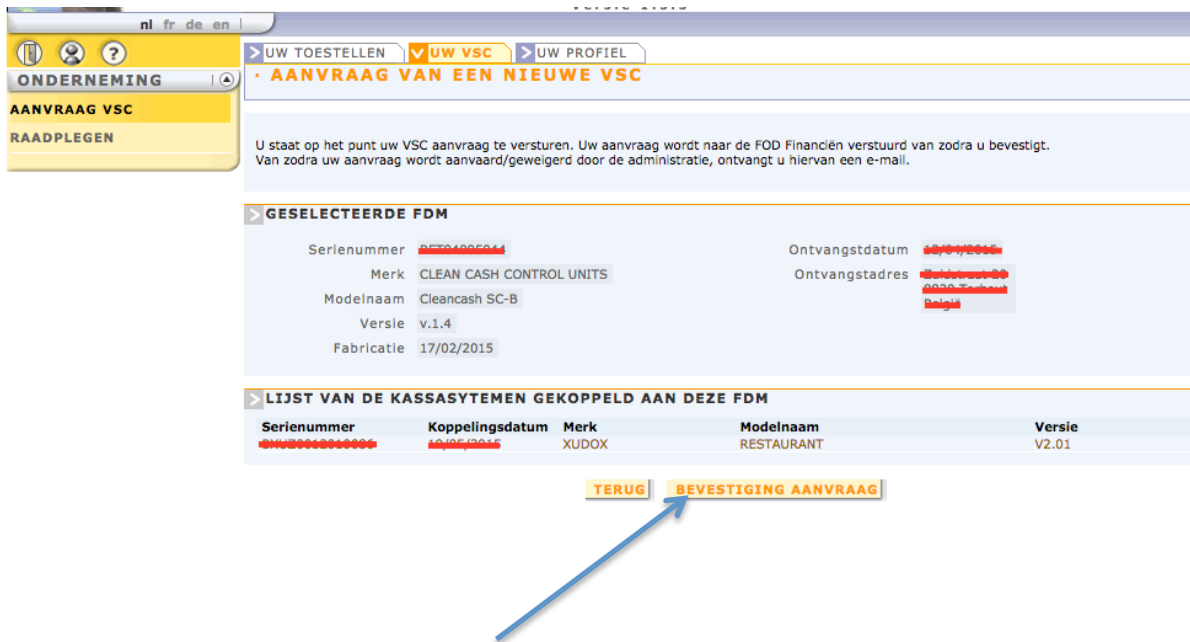 nl fr de en
UW TOESTELLEN UW VSC UW PROFIEL
ONDERNEMING
· AANVRAAG VAN EEN NIEUWE VSC
AANVRAAG VSC
RAADPLEGEN
U staat op het punt uw VSC aanvraag te versturen. Uw aanvraag wordt naar de FOD Financiën verstuurd van zodra u bevestigt.
Van zodra uw aanvraag wordt aanvaard/geweigerd door de administratie, ontvangt u hiervan een e-mail.
GESELECTEERDE FDM
Serienummer
Ontvangstdatum
Merk CLEAN CASH CONTROL UNITS
Ontvangstadres
Modelnaam Cleancash SC-B
Versie v.1.4
Fabricatie 17/02/2015
LIJST VAN DE KASSASYTEMEN GEKOPPELD AAN DEZE FDM
Serienummer Koppelingsdatum Merk Modelnaam Versie
XUDOX RESTAURANT V2.01
TERUG BEVESTIGING AANVRAAG